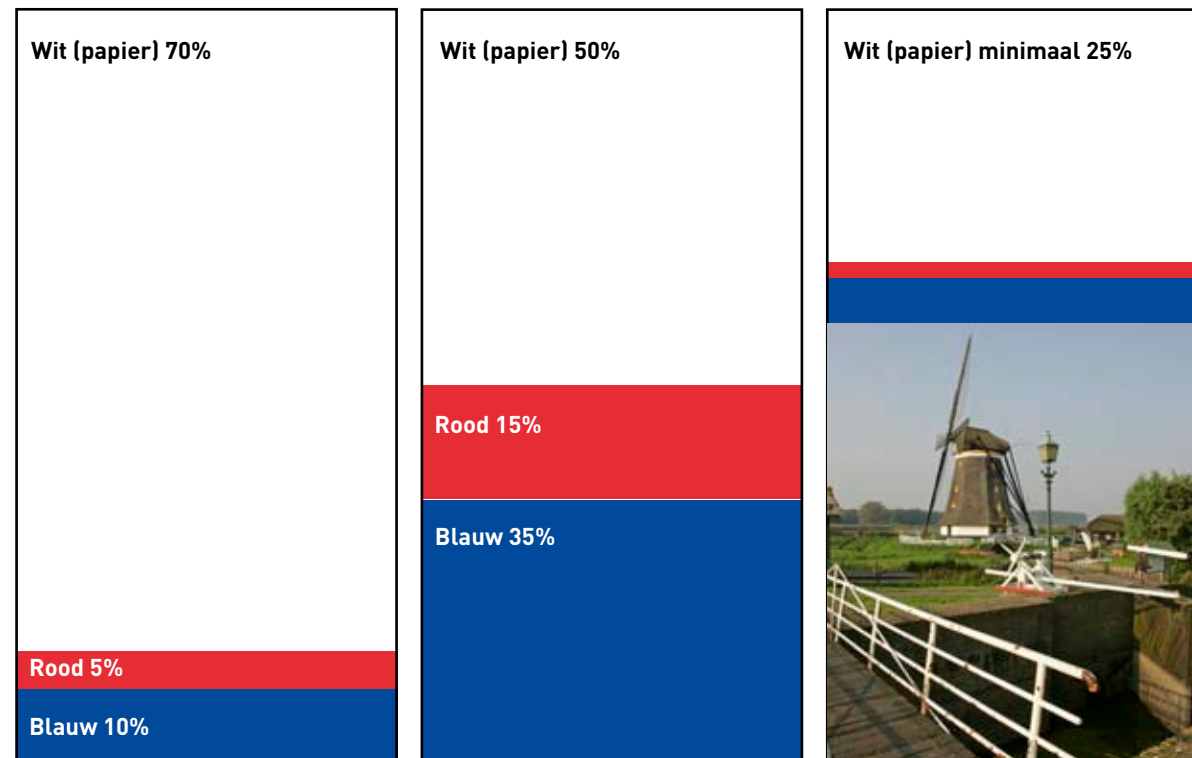 Wit (papier) 70%
Rood 5%
Blauw 10%
Wit (papier) 50%
Rood 15%
Blauw 35%
Wit (papier) minimaal 25%